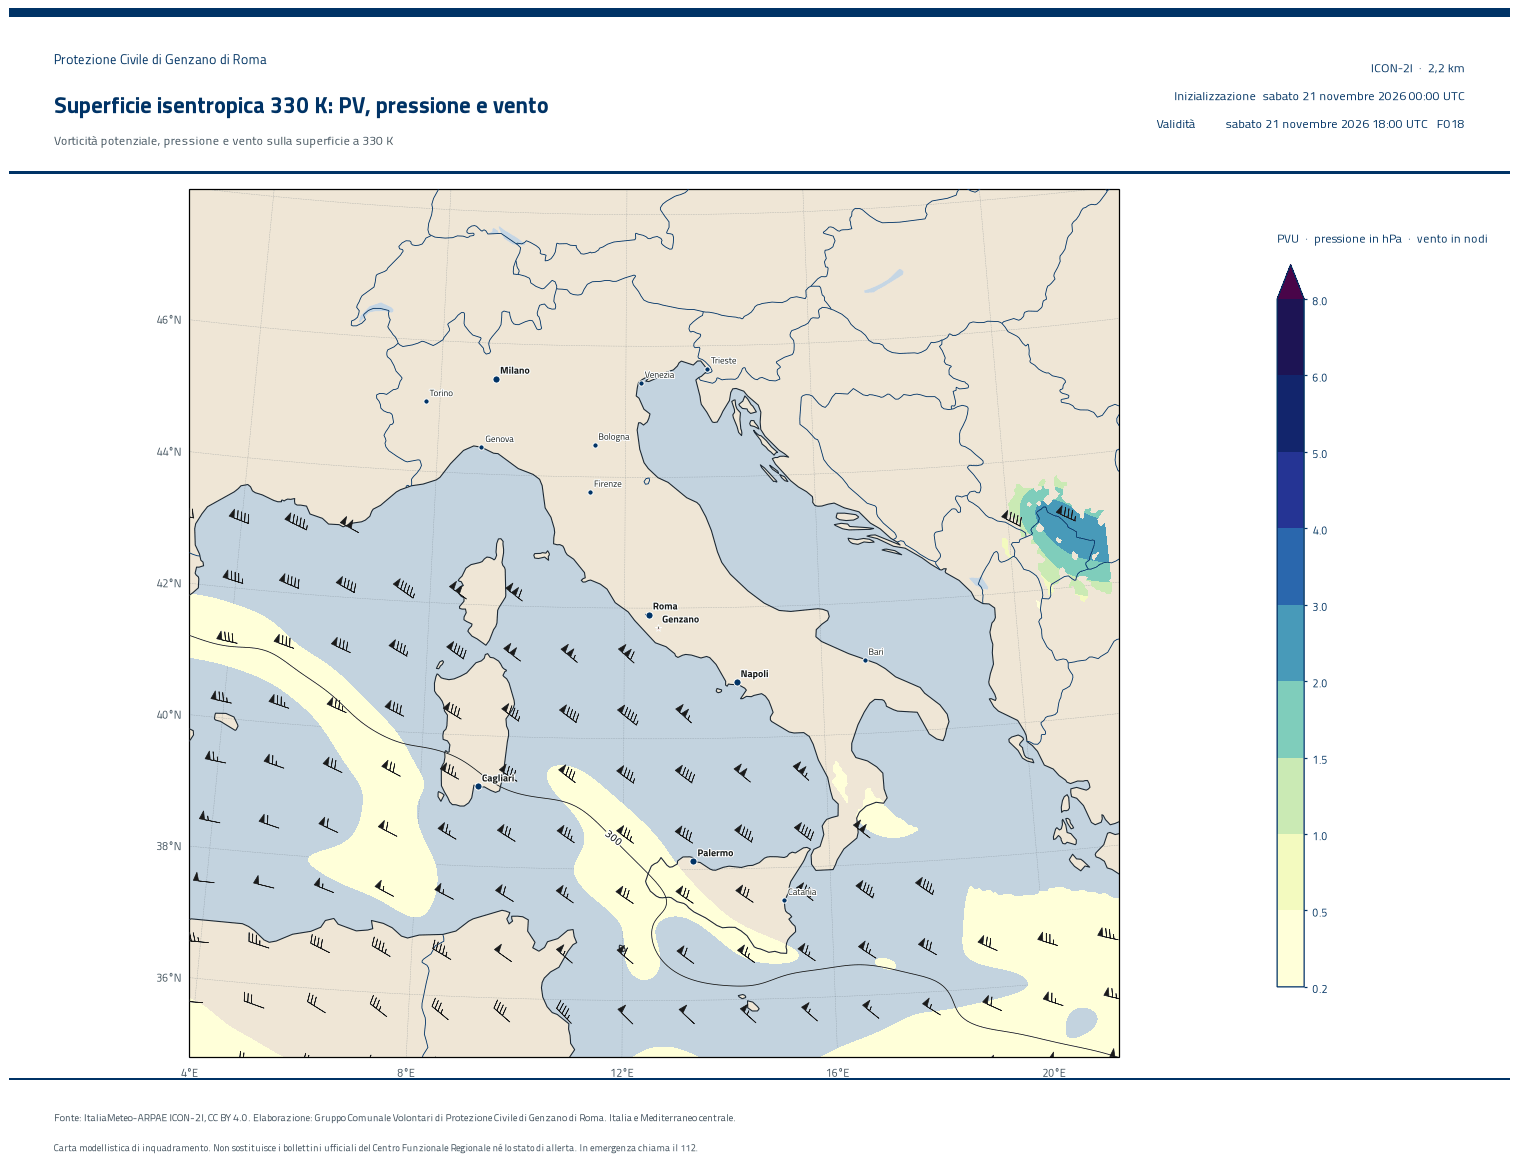 Protezione Civile di Genzano di Roma
Superficie isentropica 330 K: PV, pressione e vento
Vorticità potenziale, pressione e vento sulla superficie a 330 K
ICON-2I · 2,2 km
Inizializzazione sabato 21 novembre 2026 00:00 UTC
Validità sabato 21 novembre 2026 18:00 UTC F018
PVU · pressione in hPa · vento in nodi
8.0
6.0
5.0
4.0
3.0
2.0
1.5
1.0
0.5
0.2
46°N
44°N
42°N
40°N
38°N
36°N
4°E
8°E
12°E
16°E
20°E
Milano
Torino
Venezia
Trieste
Genova
Bologna
Firenze
Roma
Genzano
Napoli
Bari
Cagliari
Palermo
Catania
300
Fonte: ItaliaMeteo-ARPAE ICON-2I, CC BY 4.0. Elaborazione: Gruppo Comunale Volontari di Protezione Civile di Genzano di Roma. Italia e Mediterraneo centrale.
Carta modellistica di inquadramento. Non sostituisce i bollettini ufficiali del Centro Funzionale Regionale né lo stato di allerta. In emergenza chiama il 112.